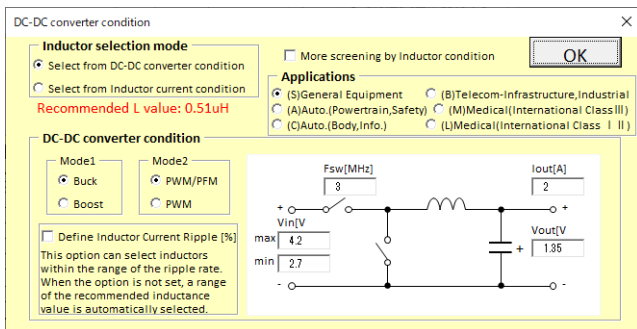 DC-DC converter condition
Inductor selection mode
Select from DC-DC converter condition
Select from Inductor current condition
Recommended L value: 0.51uH
More screening by Inductor condition
OK
Applications
(S)General Equipment
(B)Telecom-Infrastructure,Industrial
(A)Auto.(Powertrain,Safety)
(M)Medical(International ClassⅢ)
(C)Auto.(Body,Info.)
(L)Medical(International Class Ⅰ Ⅱ)
DC-DC converter condition
Mode1
Buck
Boost
Mode2
PWM/PFM
PWM
Define Inductor Current Ripple [%]
This option can select inductors
within the range of the ripple rate.
When the option is not set, a range
of the recommended inductance
value is automatically selected.
Fsw[MHz]
3
Iout[A]
2
+
+
Vin[V
max 4.2
min 2.7
Vout[V
+ 1.35
-
-